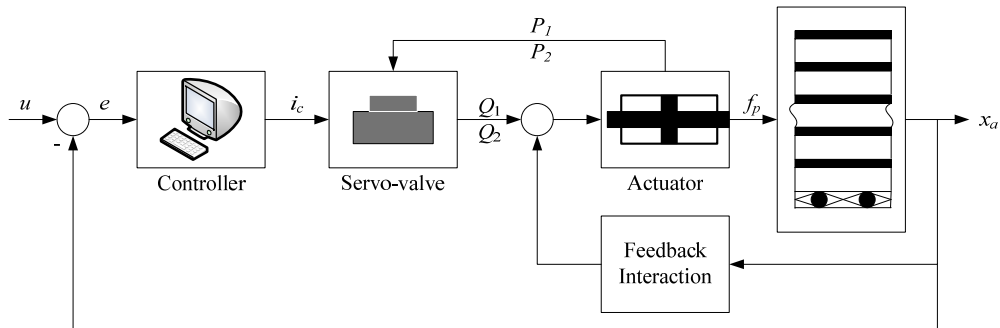 P1
P2
u
e
ic
Q1
Q2
fp
xa
-
Controller
Servo-valve
Actuator
Feedback
Interaction